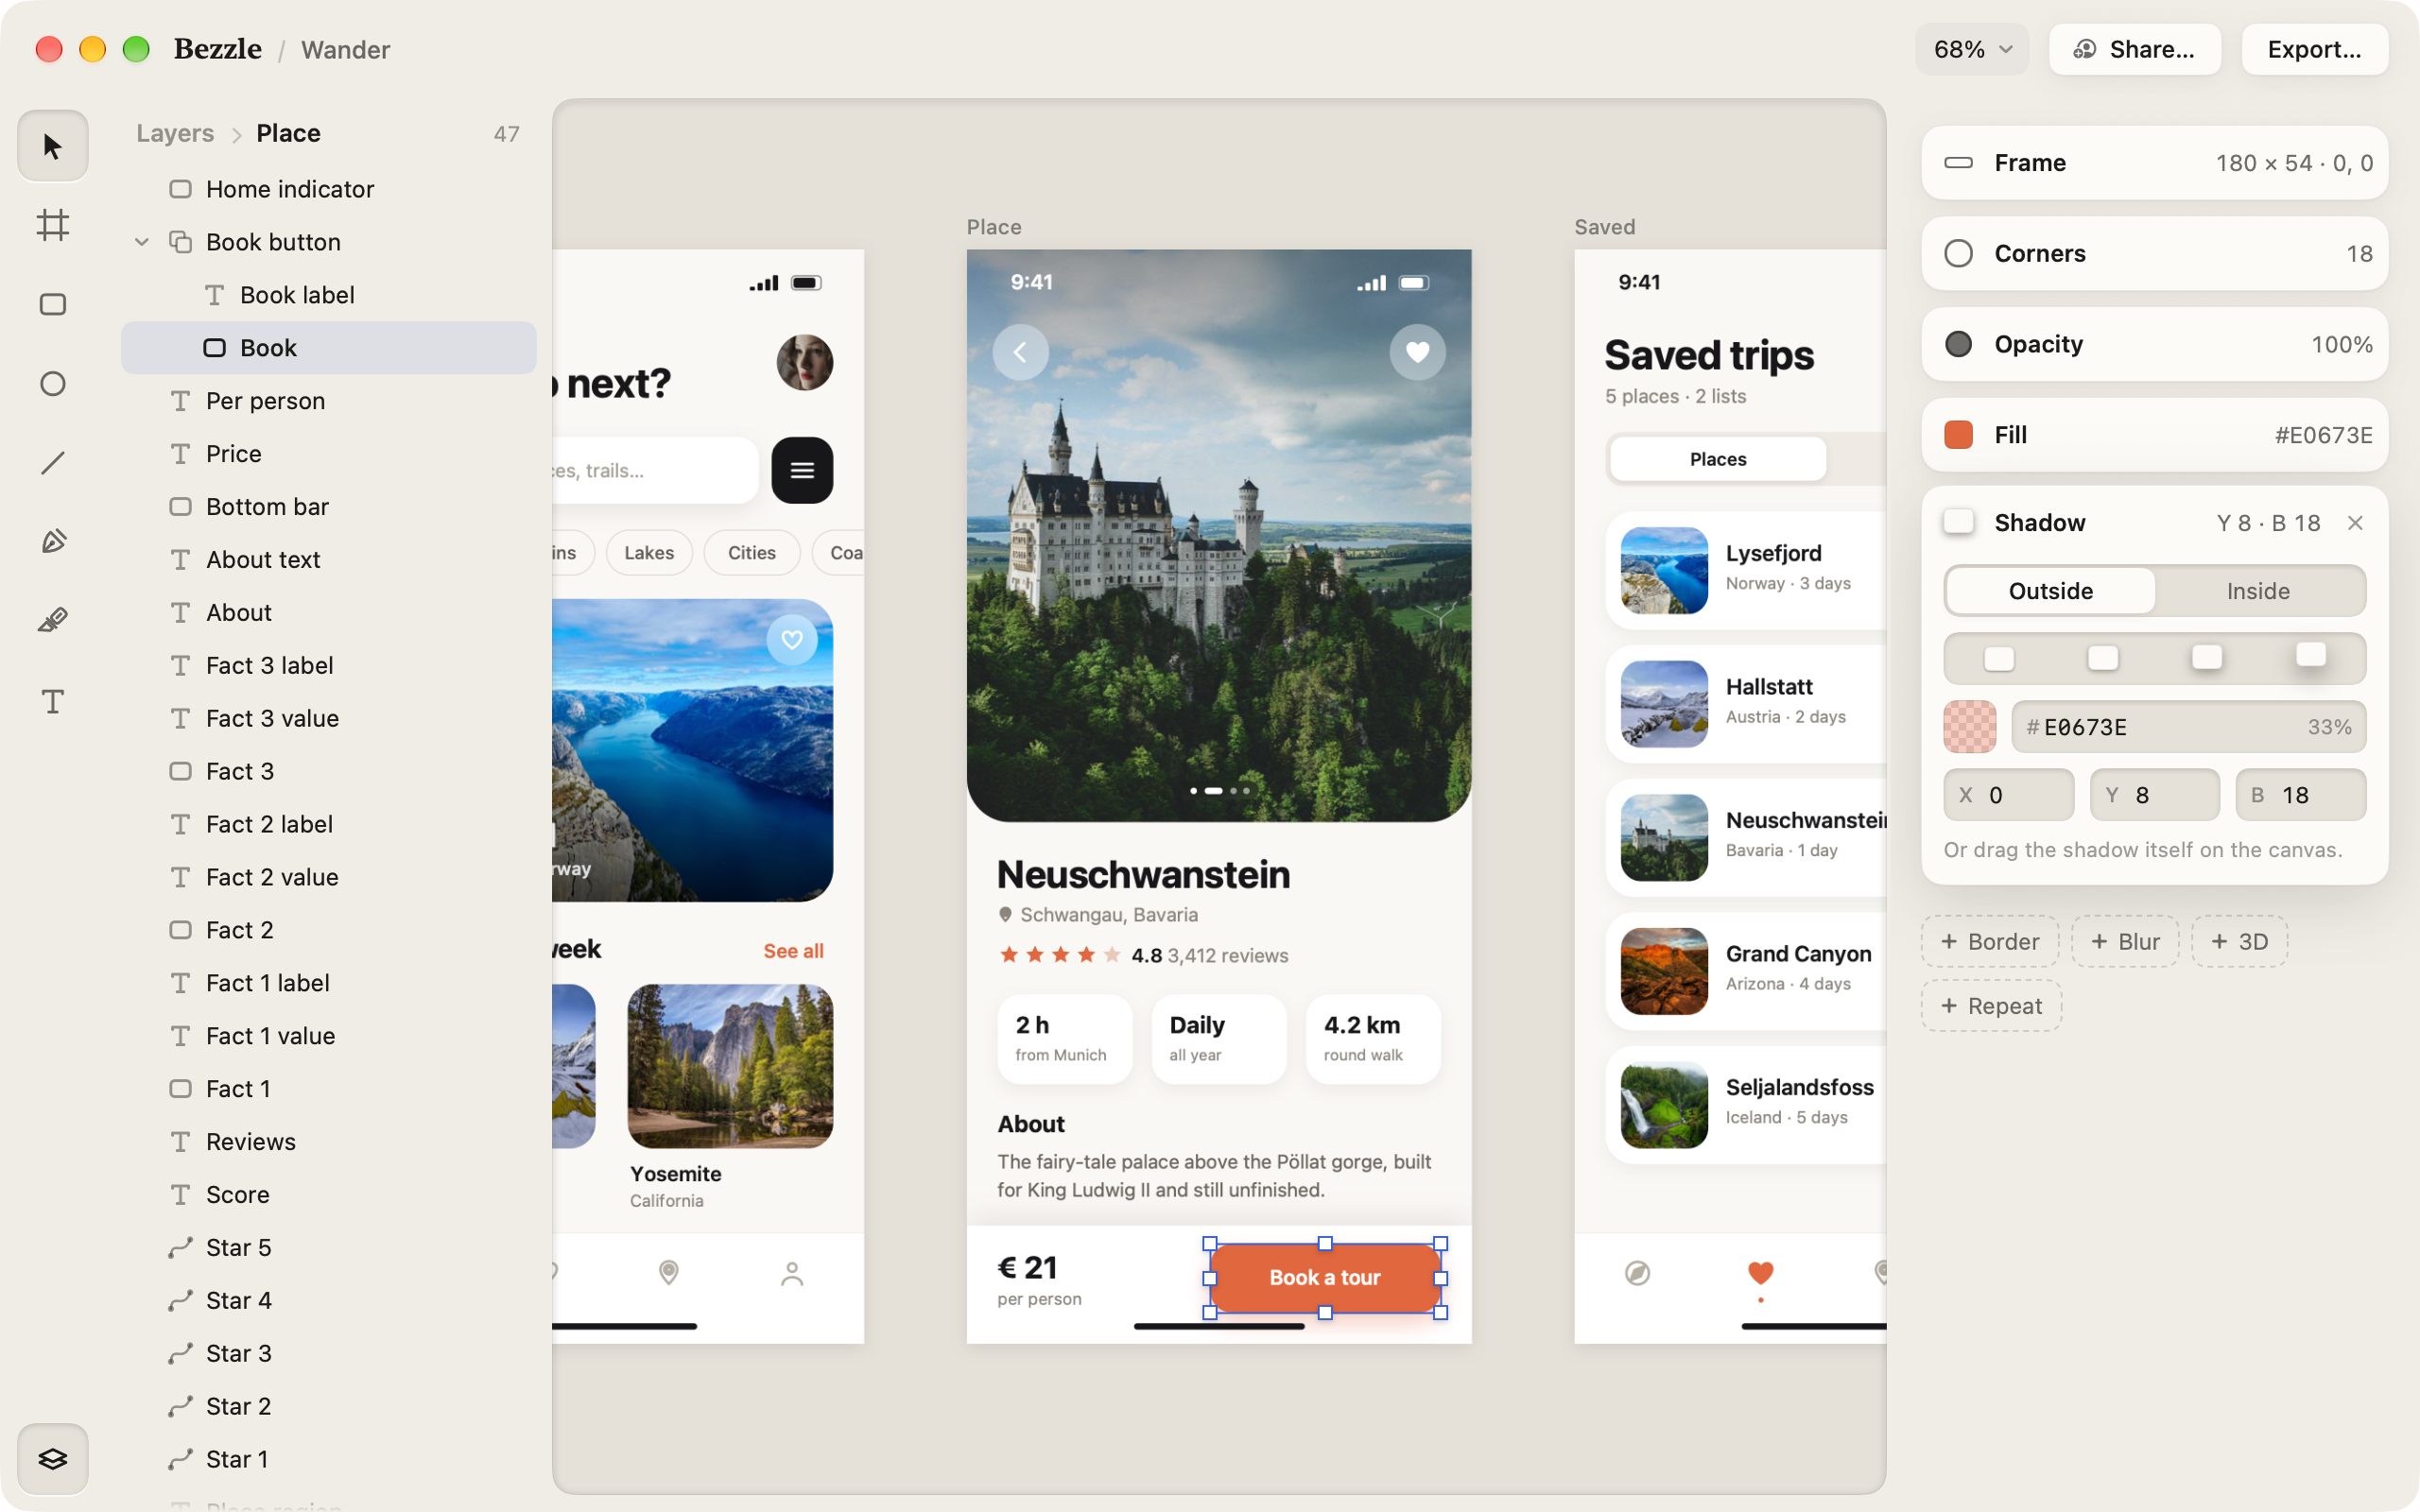 Bezzle / Wander
68%
Share...
Export...
Layers > Place
47
Home indicator
Book button
Book label
Book
Per person
Price
Bottom bar
About text
About
Fact 3 label
Fact 3 value
Fact 3
Fact 2 label
Fact 2 value
Fact 2
Fact 1 label
Fact 1 value
Fact 1
Reviews
Score
Star 5
Star 4
Star 3
Star 2
Star 1
next?
trails...
Lakes
Cities
See all
Yosemite
California
Place
9:41
Neuschwanstein
Schwangau, Bavaria
4.8 3,412 reviews
2 h
from Munich
Daily
all year
4.2 km
round walk
About
The fairy-tale palace above the Pöllat gorge, built
for King Ludwig II and still unfinished.
€ 21
per person
Book a tour
Saved
9:41
Saved trips
5 places · 2 lists
Places
Lysefjord
Norway · 3 days
Hallstatt
Austria · 2 days
Neuschwanstein
Bavaria · 1 day
Grand Canyon
Arizona · 4 days
Seljalandsfoss
Iceland · 5 days
Frame
180 × 54 · 0, 0
Corners
18
Opacity
100%
Fill
#E0673E
Shadow
Y 8 · B 18
Outside
Inside
# E0673E
33%
X 0
Y 8
B 18
Or drag the shadow itself on the canvas.
+ Border
+ Blur
+ 3D
+ Repeat